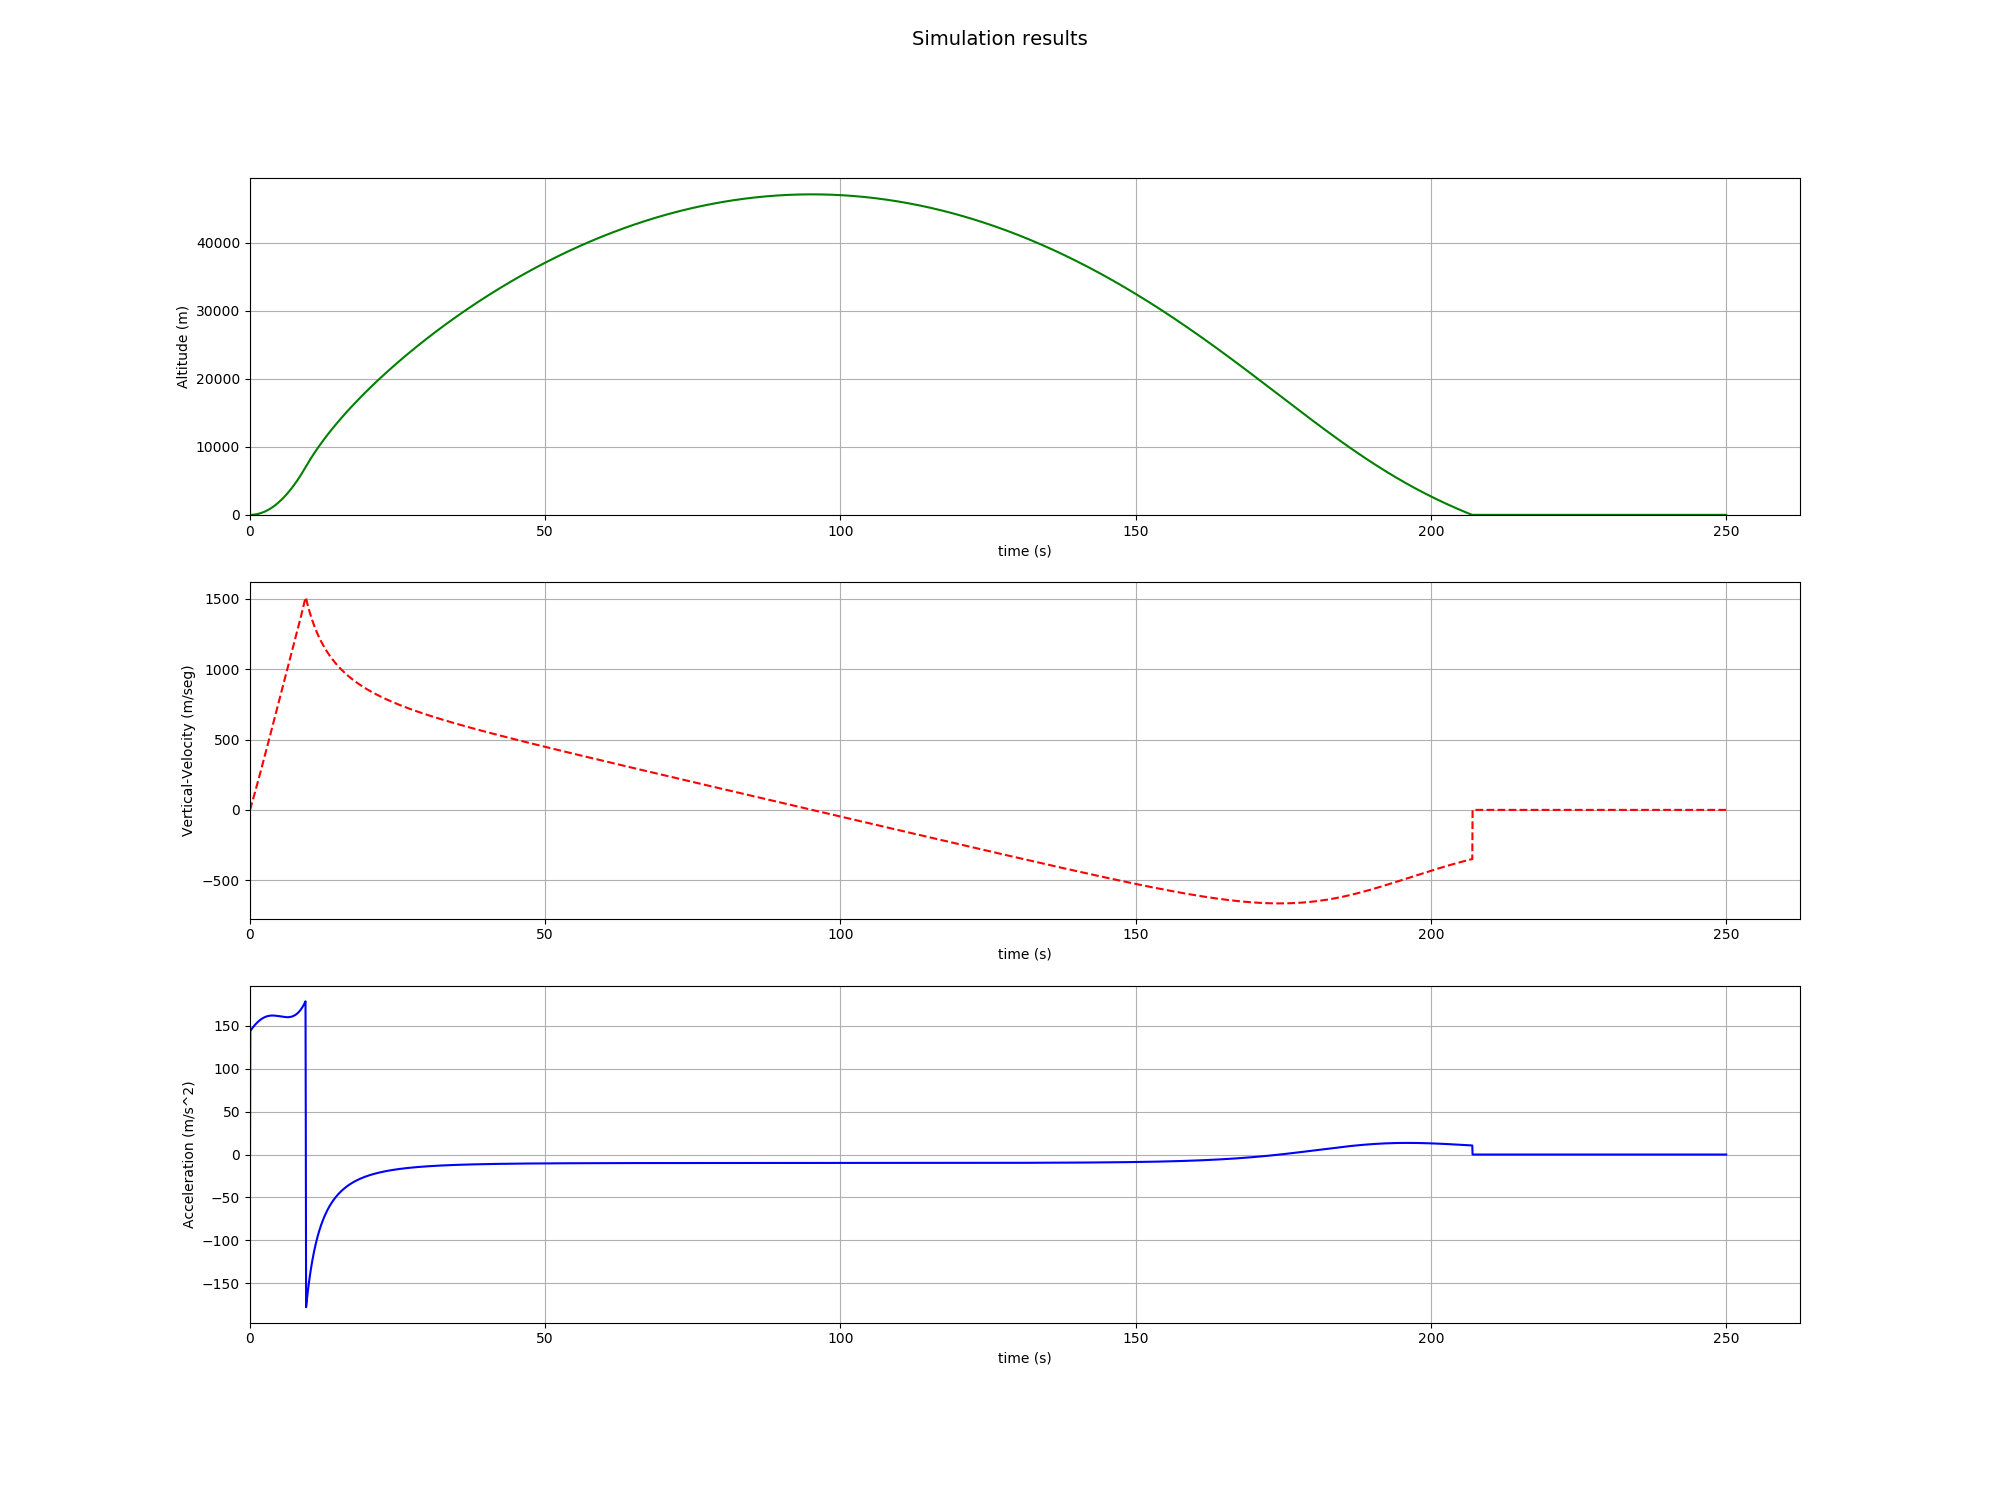 Simulation results
Altitude (m)
40000
30000
20000
10000
0
0 50 100 150 200 250
time (s)
Vertical-Velocity (m/seg)
1500
1000
500
0
−500
0 50 100 150 200 250
time (s)
Acceleration (m/s^2)
150
100
50
0
−50
−100
−150
0 50 100 150 200 250
time (s)